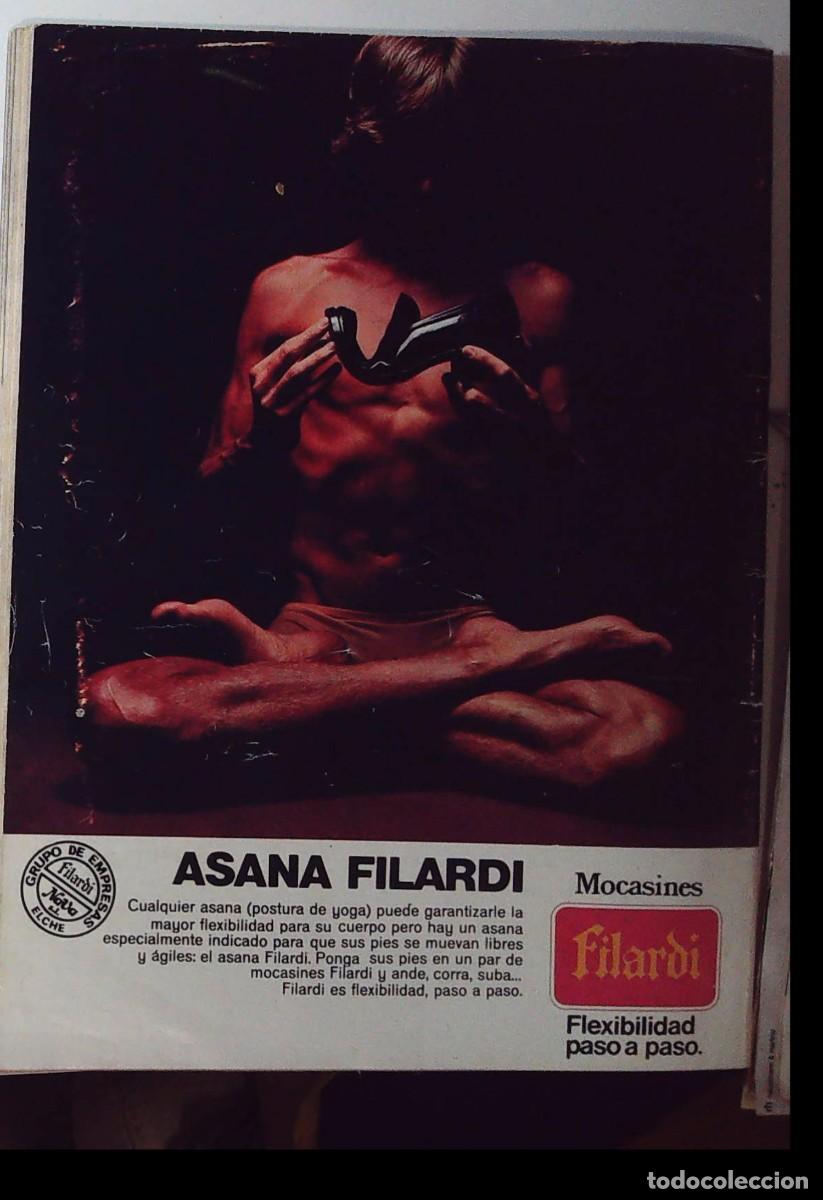 GRUPO DE EMPRESAS
Filardi
Nova
ELCHE
ASANA FILARDI
Cualquier asana (postura de yoga) puede garantizarle la
mayor flexibilidad para su cuerpo pero hay un asana
especialmente indicado para que sus pies se muevan libres
y ágiles: el asana Filardi. Ponga sus pies en un par de
mocasines Filardi y ande, corra, suba...
Filardi es flexibilidad, paso a paso.
Mocasines
Filardi
Flexibilidad
paso a paso.
todocoleccion